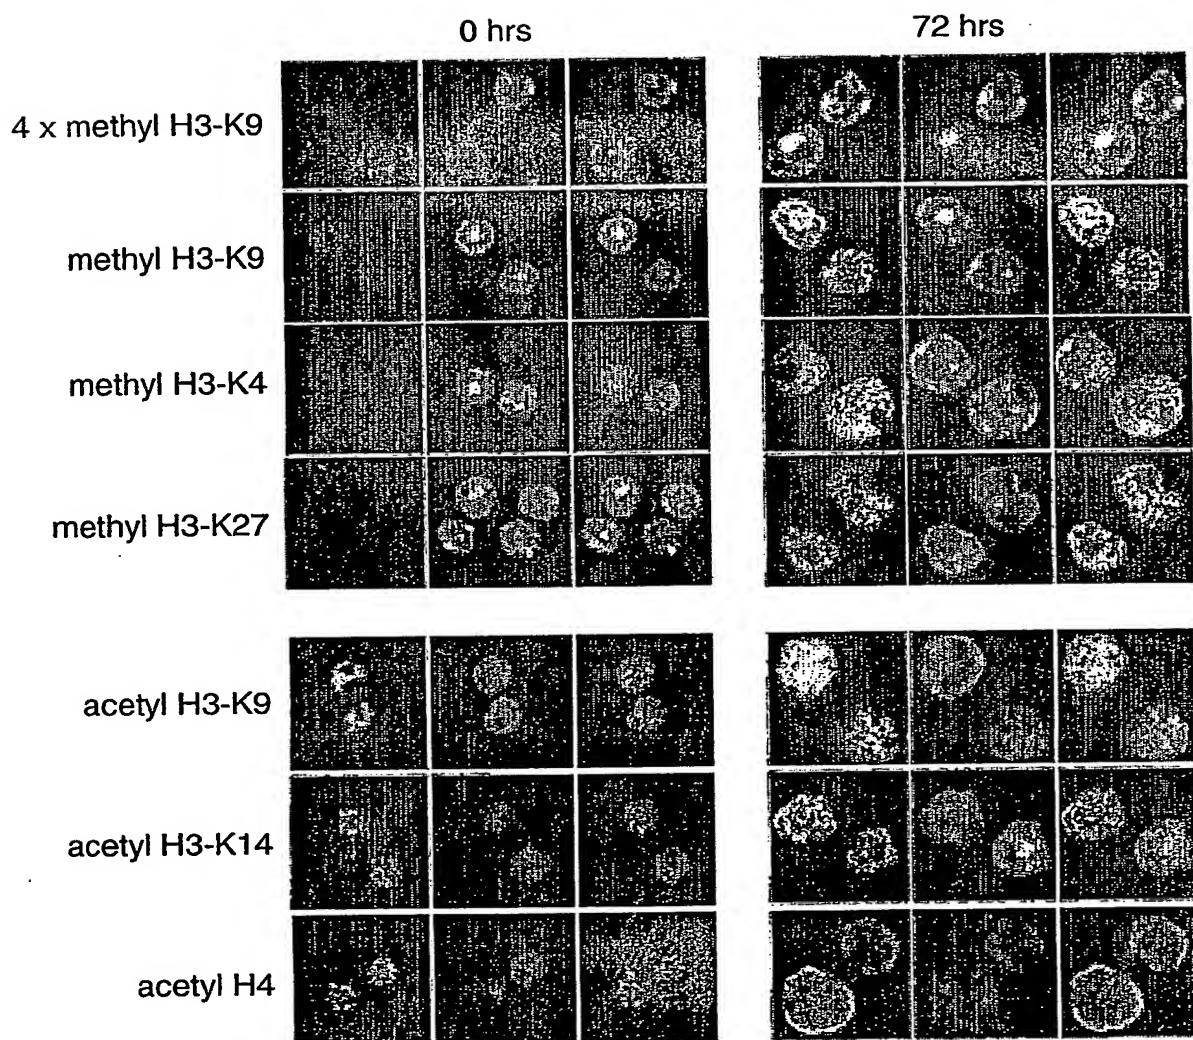 0 hrs
72 hrs
4 x methyl H3-K9
methyl H3-K9
methyl H3-K4
methyl H3-K27
acetyl H3-K9
acetyl H3-K14
acetyl H4